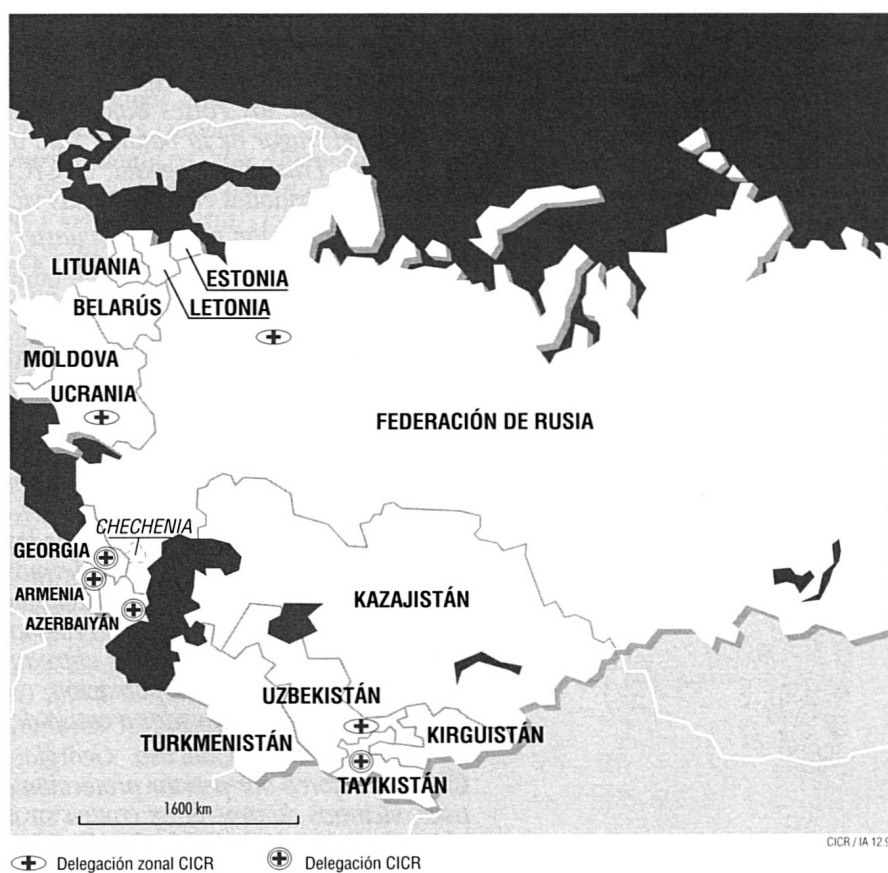 LITUANIA
ESTONIA
BELARÚS
LETONIA
MOLDOVA
UCRANIA
FEDERACIÓN DE RUSIA
CHECHENIA
GEORGIA
ARMENIA
AZERBAIYÁN
KAZAJISTÁN
UZBEKISTÁN
TURKMENISTÁN
KIRGUISTÁN
TAYIKISTÁN
1600 km
CICR / IA 12.9
Delegación zonal CICR
Delegación CICR